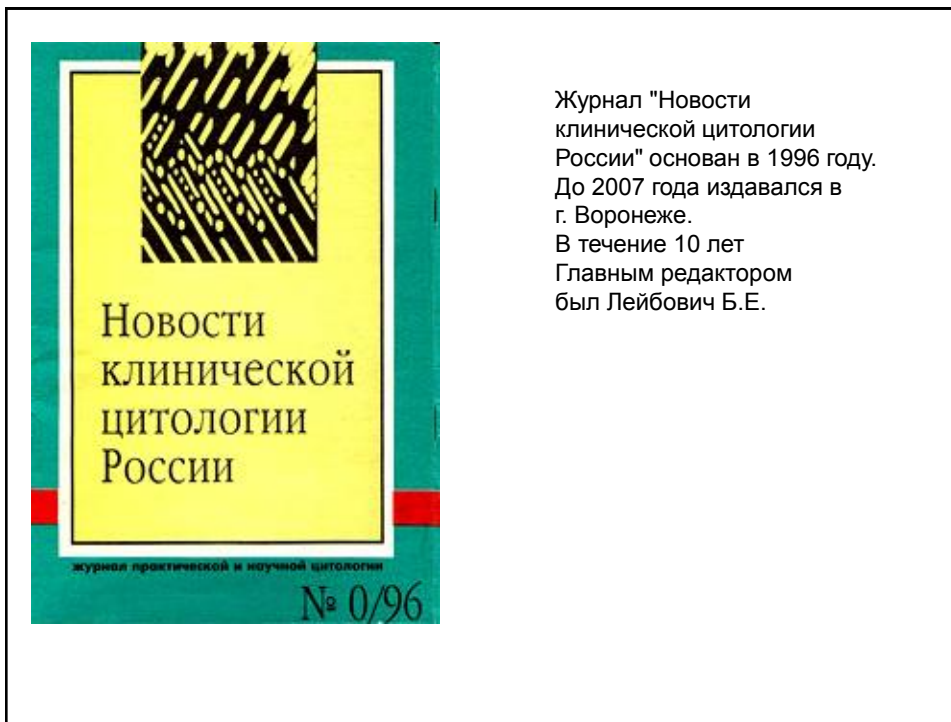 Новости
клинической
цитологии
России
журнал практической и научной цитологии
№ 0/96
Журнал "Новости
клинической цитологии
России" основан в 1996 году.
До 2007 года издавался в
г. Воронеже.
В течение 10 лет
Главным редактором
был Лейбович Б.Е.